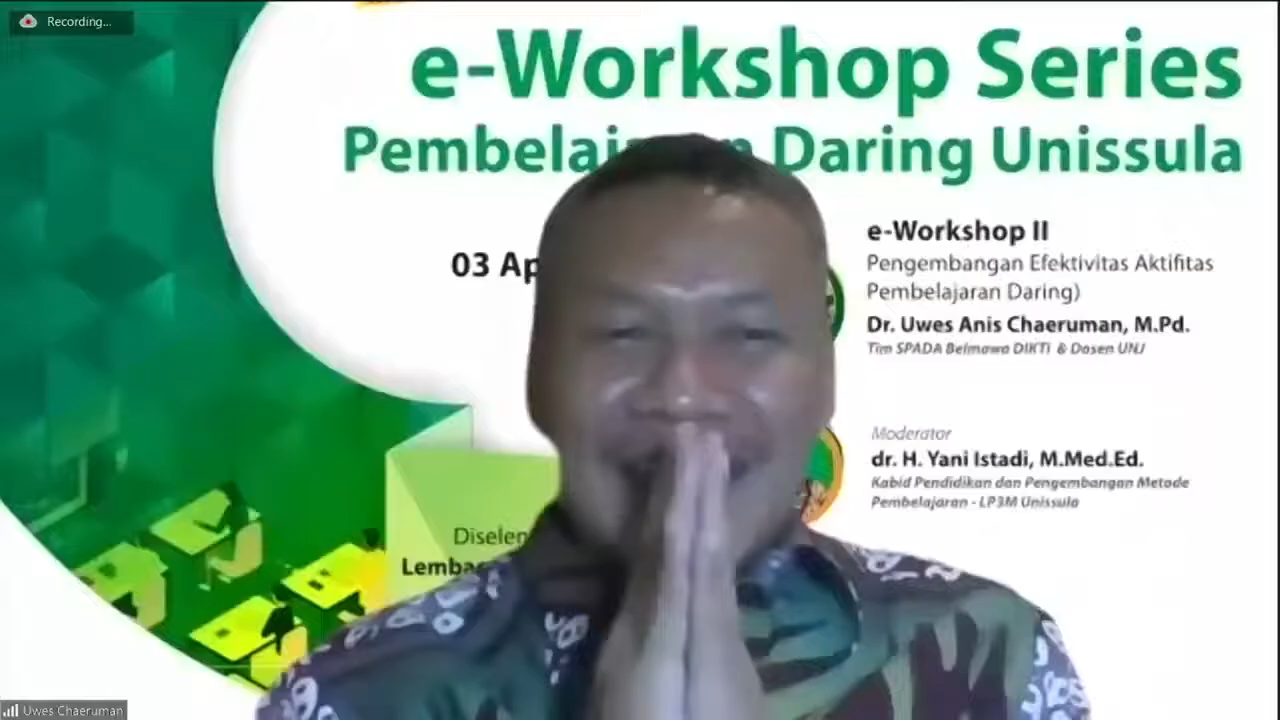 Recording...
e-Workshop Series
Daring Unissula
03
e-Workshop II
Pengembangan Efektivitas Aktifitas
Pembelajaran Daring)
Dr. Uwes Anis Chaeruman, M.Pd.
Tim SPADA Belmawa DIKTI & Dosen UNJ
Moderator
dr. H. Yani Istadi, M.Med.Ed.
Kabid Pendidikan dan Pengembangan Metode
Pembelajaran - LP3M Unissula
Uwes Chaeruman